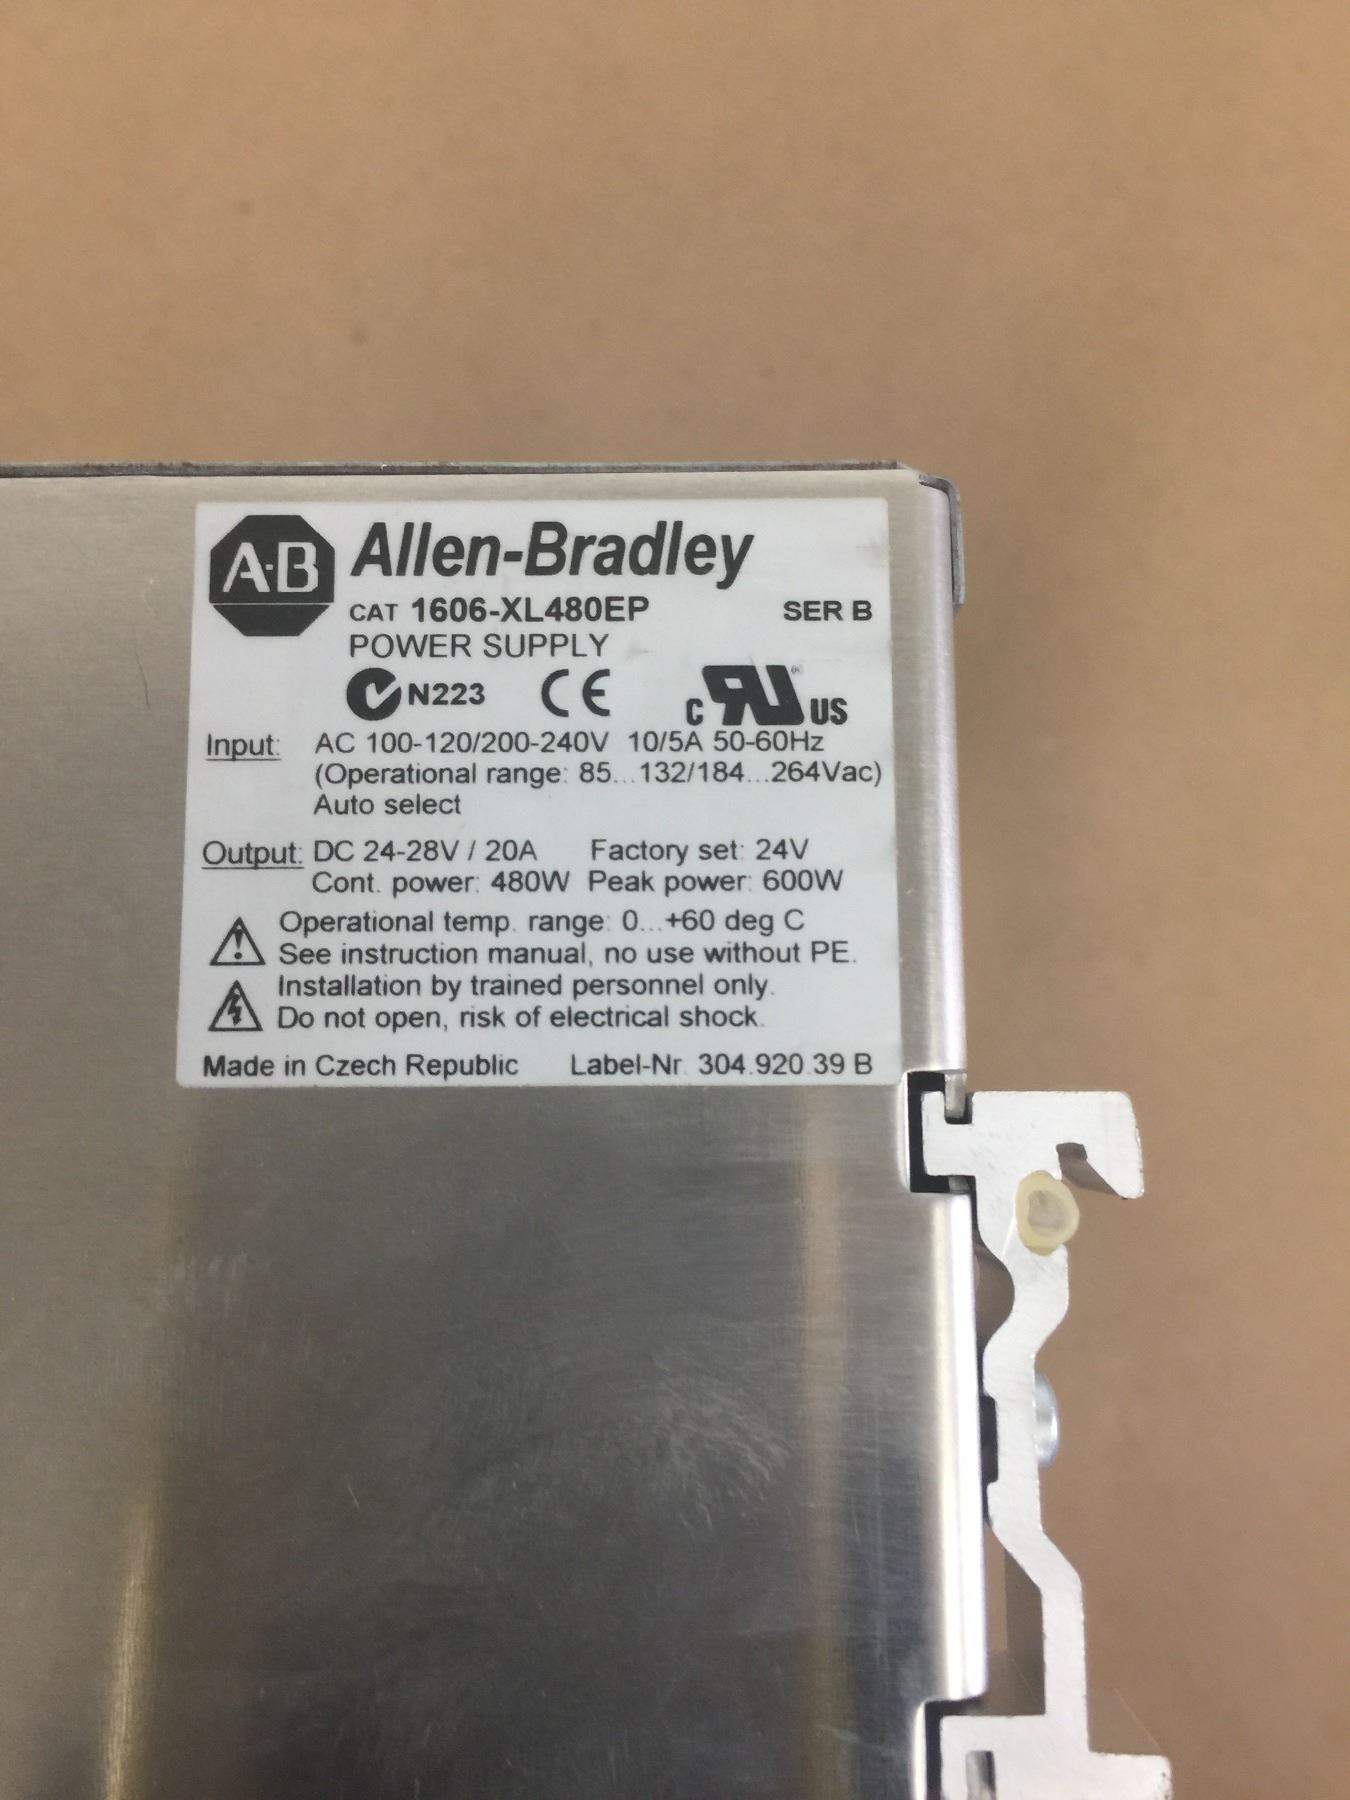 A·B Allen-Bradley
CAT 1606-XL480EP SER B
POWER SUPPLY
N223 CE c RU ® US
Input: AC 100-120/200-240V 10/5A 50-60Hz
(Operational range: 85...132/184...264Vac)
Auto select
Output: DC 24-28V / 20A Factory set: 24V
Cont. power: 480W Peak power: 600W
Operational temp. range: 0...+60 deg C
See instruction manual, no use without PE.
Installation by trained personnel only.
Do not open, risk of electrical shock.
Made in Czech Republic Label-Nr. 304.920.39 B